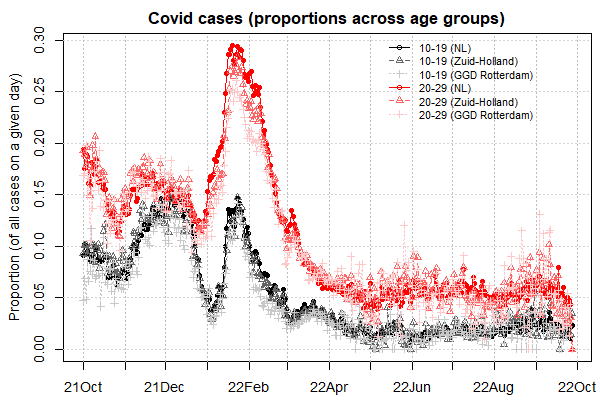 Covid cases (proportions across age groups)
Proportion (of all cases on a given day)
0.30
0.25
0.20
0.15
0.10
0.05
0.00
10-19 (NL)
10-19 (Zuid-Holland)
10-19 (GGD Rotterdam)
20-29 (NL)
20-29 (Zuid-Holland)
20-29 (GGD Rotterdam)
21Oct 21Dec 22Feb 22Apr 22Jun 22Aug 22Oct